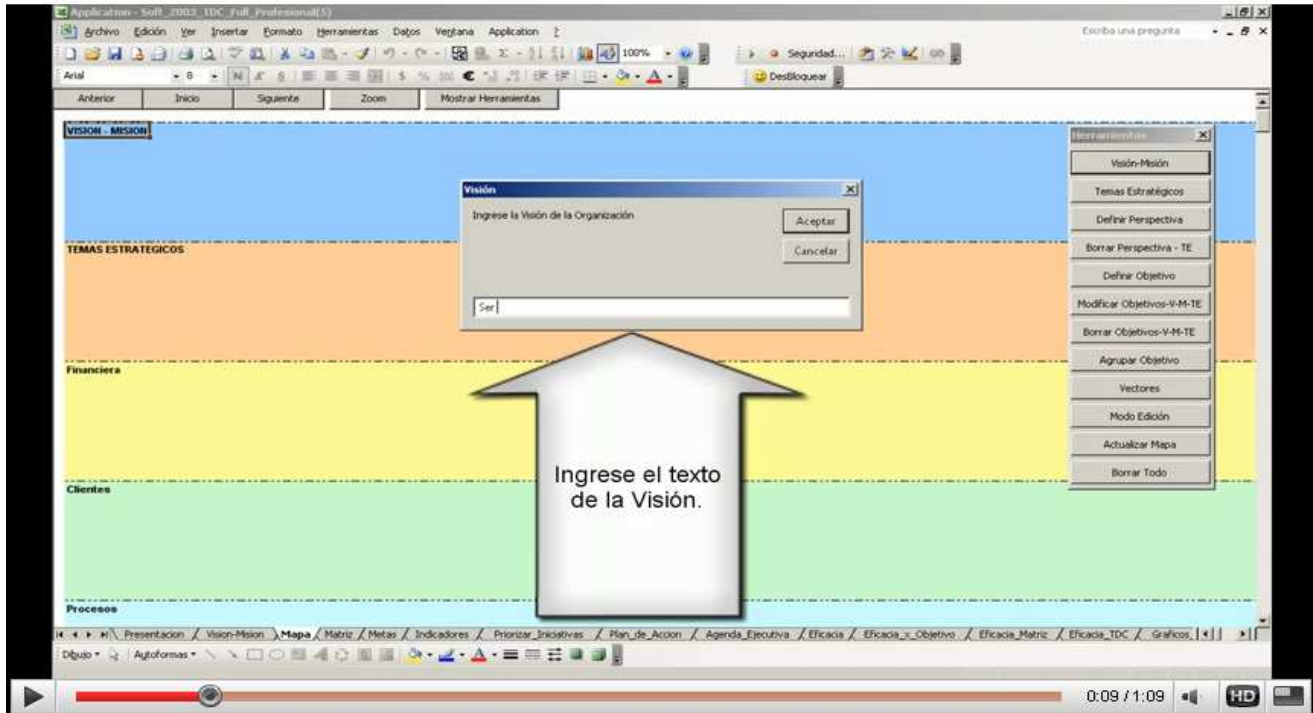 Application - Soft_2003_TDC_Full_Profesional(5)
Archivo Edición Ver Insertar Formato Herramientas Datos Ventana Application ?
Escriba una pregunta
100% Seguridad...
Arial 8 N K S $ % 000 € A DesBloquear
Anterior Inicio Siguiente Zoom Mostrar Herramientas
VISION - MISION
TEMAS ESTRATEGICOS
Financiera
Clientes
Procesos
Visión
Ingrese la Visión de la Organización
Aceptar
Cancelar
Ser
Ingrese el texto
de la Visión.
Herramientas
Visión-Misión
Temas Estratégicos
Definir Perspectiva
Borrar Perspectiva - TE
Definir Objetivo
Modificar Objetivos-V-M-TE
Borrar Objetivos-V-M-TE
Agrupar Objetivo
Vectores
Modo Edición
Actualizar Mapa
Borrar Todo
Presentacion / Vision-Mision / Mapa / Matriz / Metas / Indicadores / Priorizar_Iniciativas / Plan_de_Accion / Agenda_Ejecutiva / Eficacia / Eficacia_x_Objetivo / Eficacia_Matriz / Eficacia_TDC / Graficos
Dibujo Autoformas
0:09 / 1:09 HD